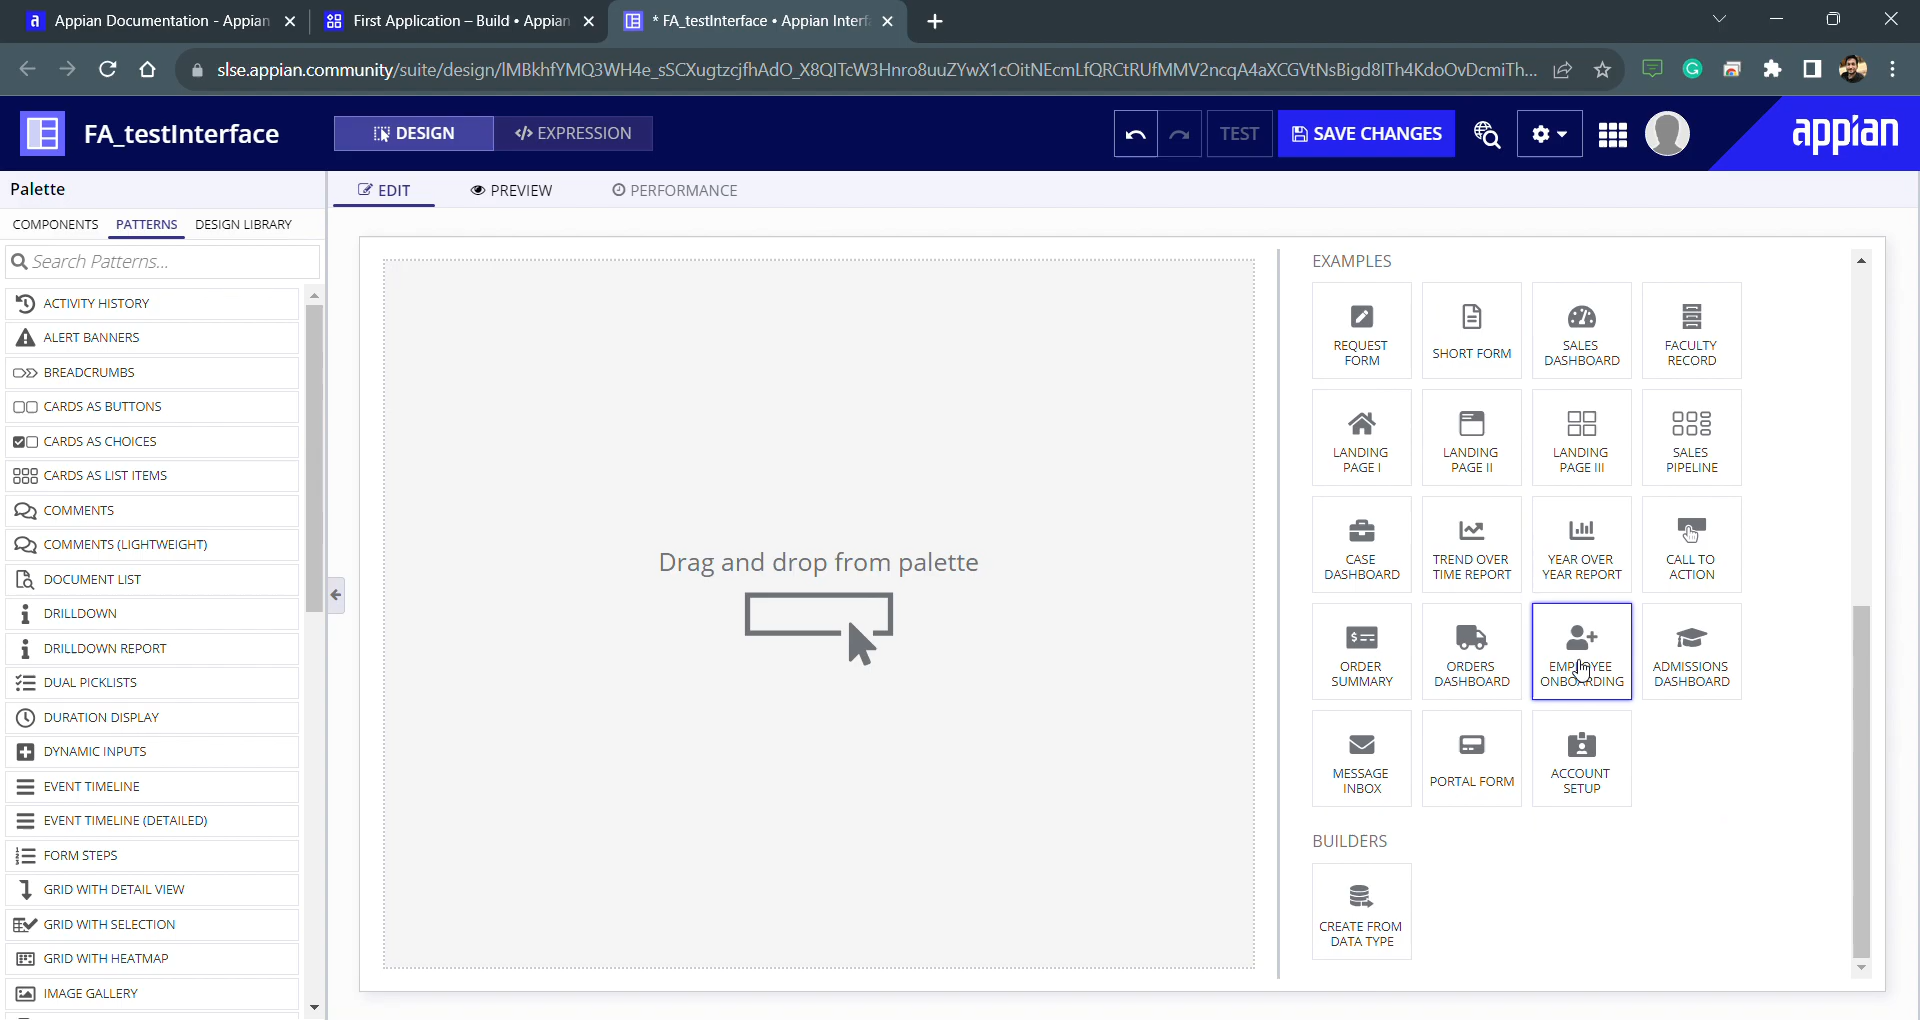 Appian Documentation - Appian
First Application – Build • Appian
* FA_testInterface • Appian Interf
slse.appian.community/suite/design/
FA_testInterface
DESIGN
</> EXPRESSION
TEST
SAVE CHANGES
appian
Palette
EDIT
PREVIEW
PERFORMANCE
COMPONENTS
PATTERNS
DESIGN LIBRARY
Search Patterns...
ACTIVITY HISTORY
ALERT BANNERS
BREADCRUMBS
CARDS AS BUTTONS
CARDS AS CHOICES
CARDS AS LIST ITEMS
COMMENTS
COMMENTS (LIGHTWEIGHT)
DOCUMENT LIST
DRILLDOWN
DRILLDOWN REPORT
DUAL PICKLISTS
DURATION DISPLAY
DYNAMIC INPUTS
EVENT TIMELINE
EVENT TIMELINE (DETAILED)
FORM STEPS
GRID WITH DETAIL VIEW
GRID WITH SELECTION
GRID WITH HEATMAP
IMAGE GALLERY
Drag and drop from palette
EXAMPLES
REQUEST
FORM
SHORT FORM
SALES
DASHBOARD
FACULTY
RECORD
LANDING
PAGE I
LANDING
PAGE II
LANDING
PAGE III
SALES
PIPELINE
CASE
DASHBOARD
TREND OVER
TIME REPORT
YEAR OVER
YEAR REPORT
CALL TO
ACTION
ORDER
SUMMARY
ORDERS
DASHBOARD
EMPLOYEE
ONBOARDING
ADMISSIONS
DASHBOARD
MESSAGE
INBOX
PORTAL FORM
ACCOUNT
SETUP
BUILDERS
CREATE FROM
DATA TYPE